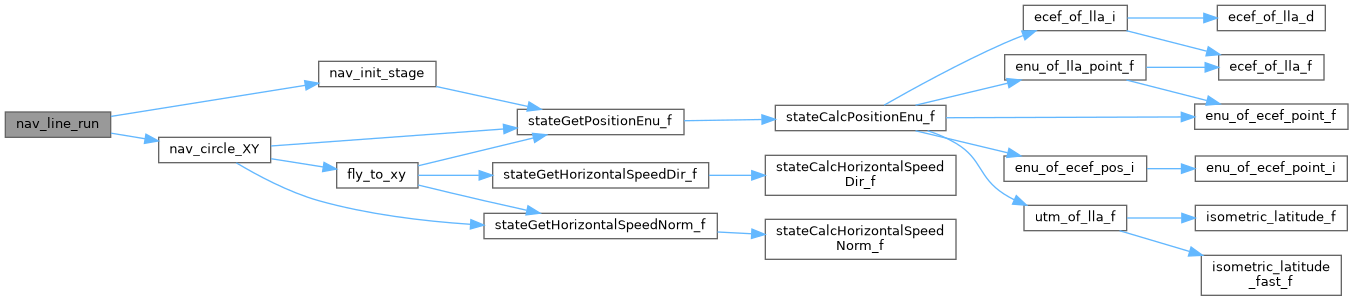 nav_line_run
nav_init_stage
nav_circle_XY
fly_to_xy
stateGetPositionEnu_f
stateGetHorizontalSpeedDir_f
stateGetHorizontalSpeedNorm_f
stateCalcPositionEnu_f
stateCalcHorizontalSpeed
Dir_f
stateCalcHorizontalSpeed
Norm_f
ecef_of_lla_i
enu_of_lla_point_f
enu_of_ecef_pos_i
utm_of_lla_f
ecef_of_lla_d
ecef_of_lla_f
enu_of_ecef_point_f
enu_of_ecef_point_i
isometric_latitude_f
isometric_latitude
_fast_f